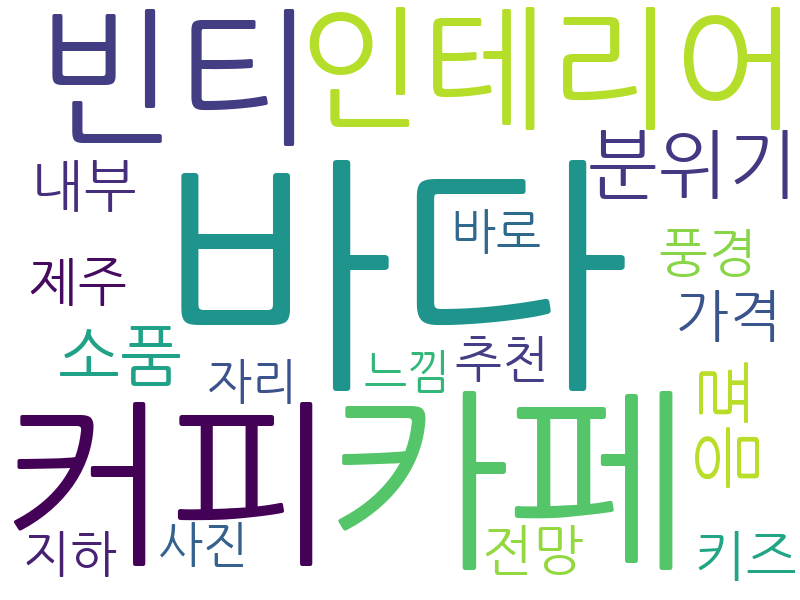 빈티 인테리어
내부 바다 분위기
바로
제주 풍경
가격
소품 자리 느낌 추천
음료
커피 카페
지하 사진 전망 키즈